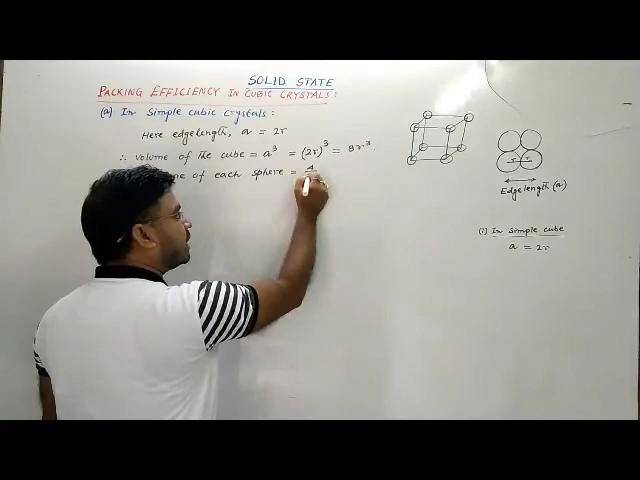 SOLID STATE
PACKING EFFICIENCY IN CUBIC CRYSTALS:
(a) In Simple cubic crystals:
Here edgelength, a = 2r
∴ volume of the cube = a³ = (2r)³ = 8r³.
of each sphere = 4
r r
Edgelength (a)
(i) In simple cube
a = 2r